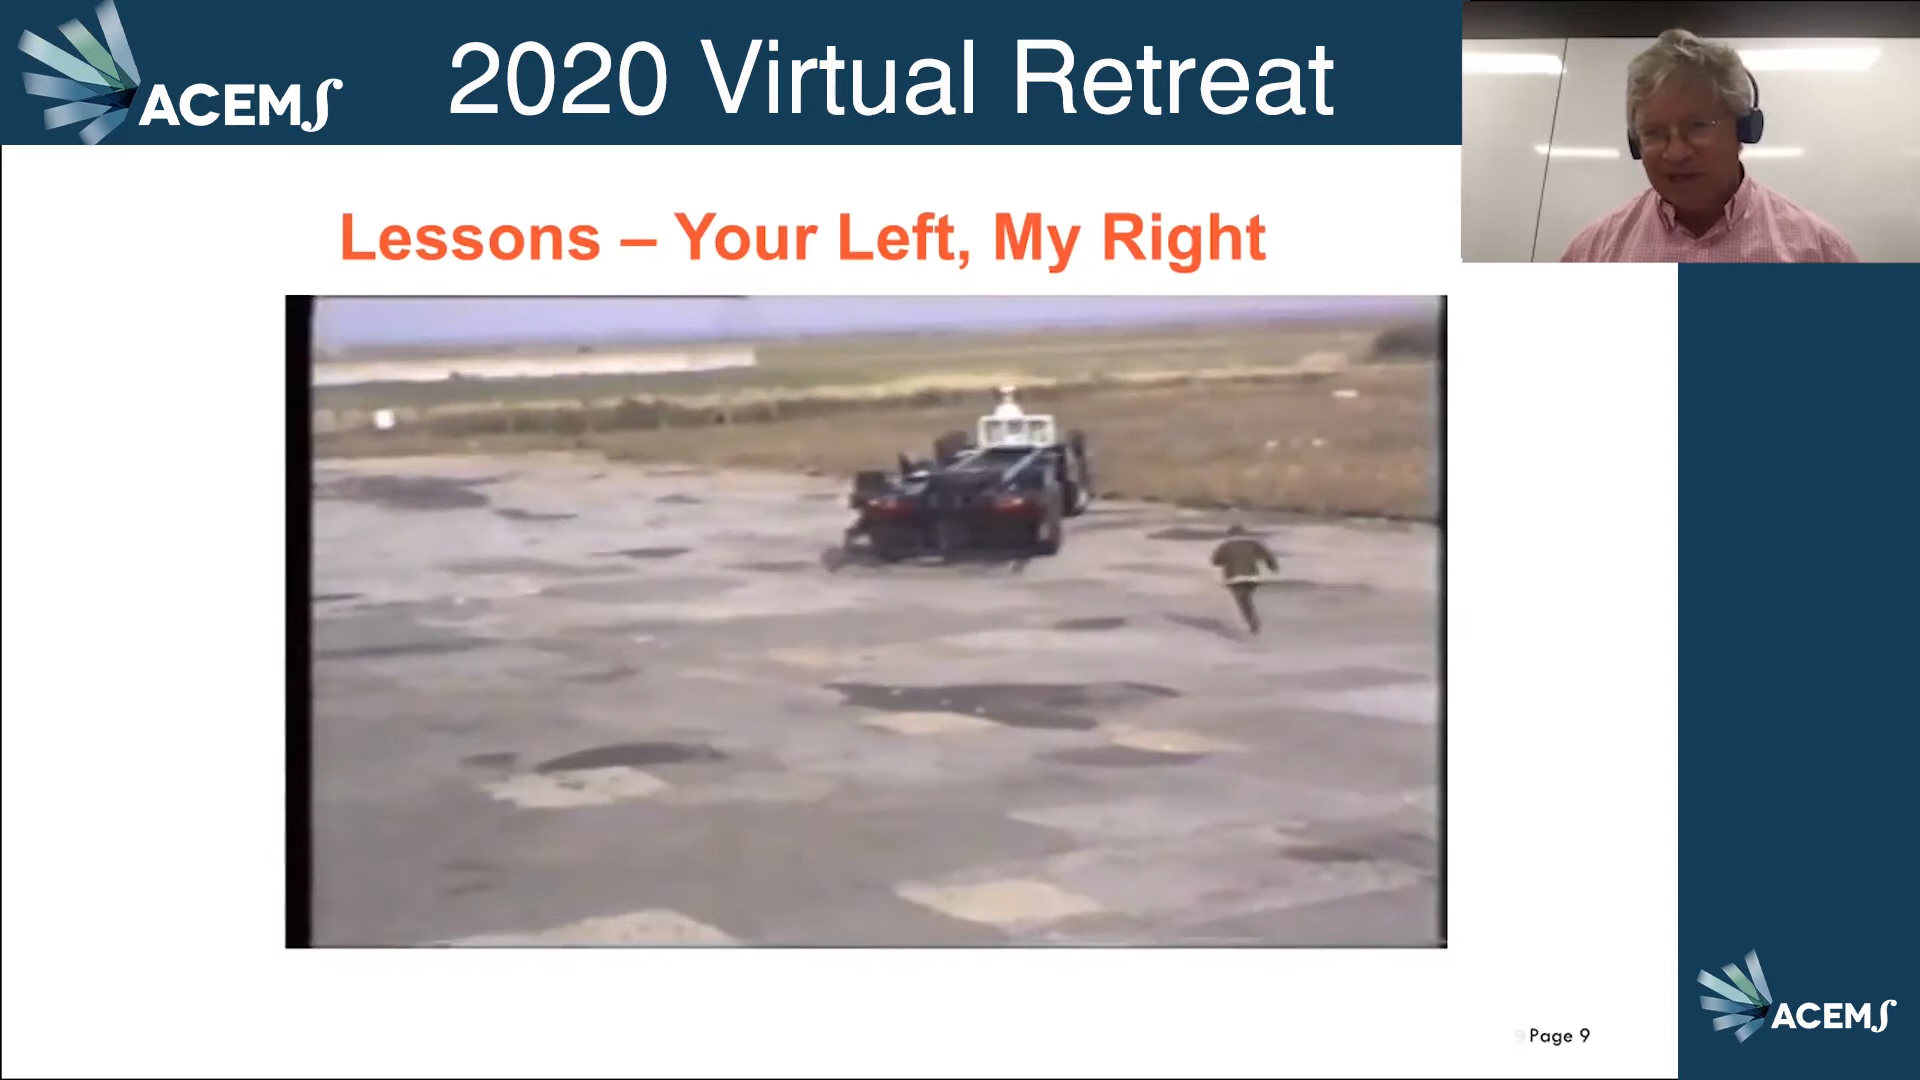 ACEMS
2020 Virtual Retreat
Lessons – Your Left, My Right
Page 9
ACEMS